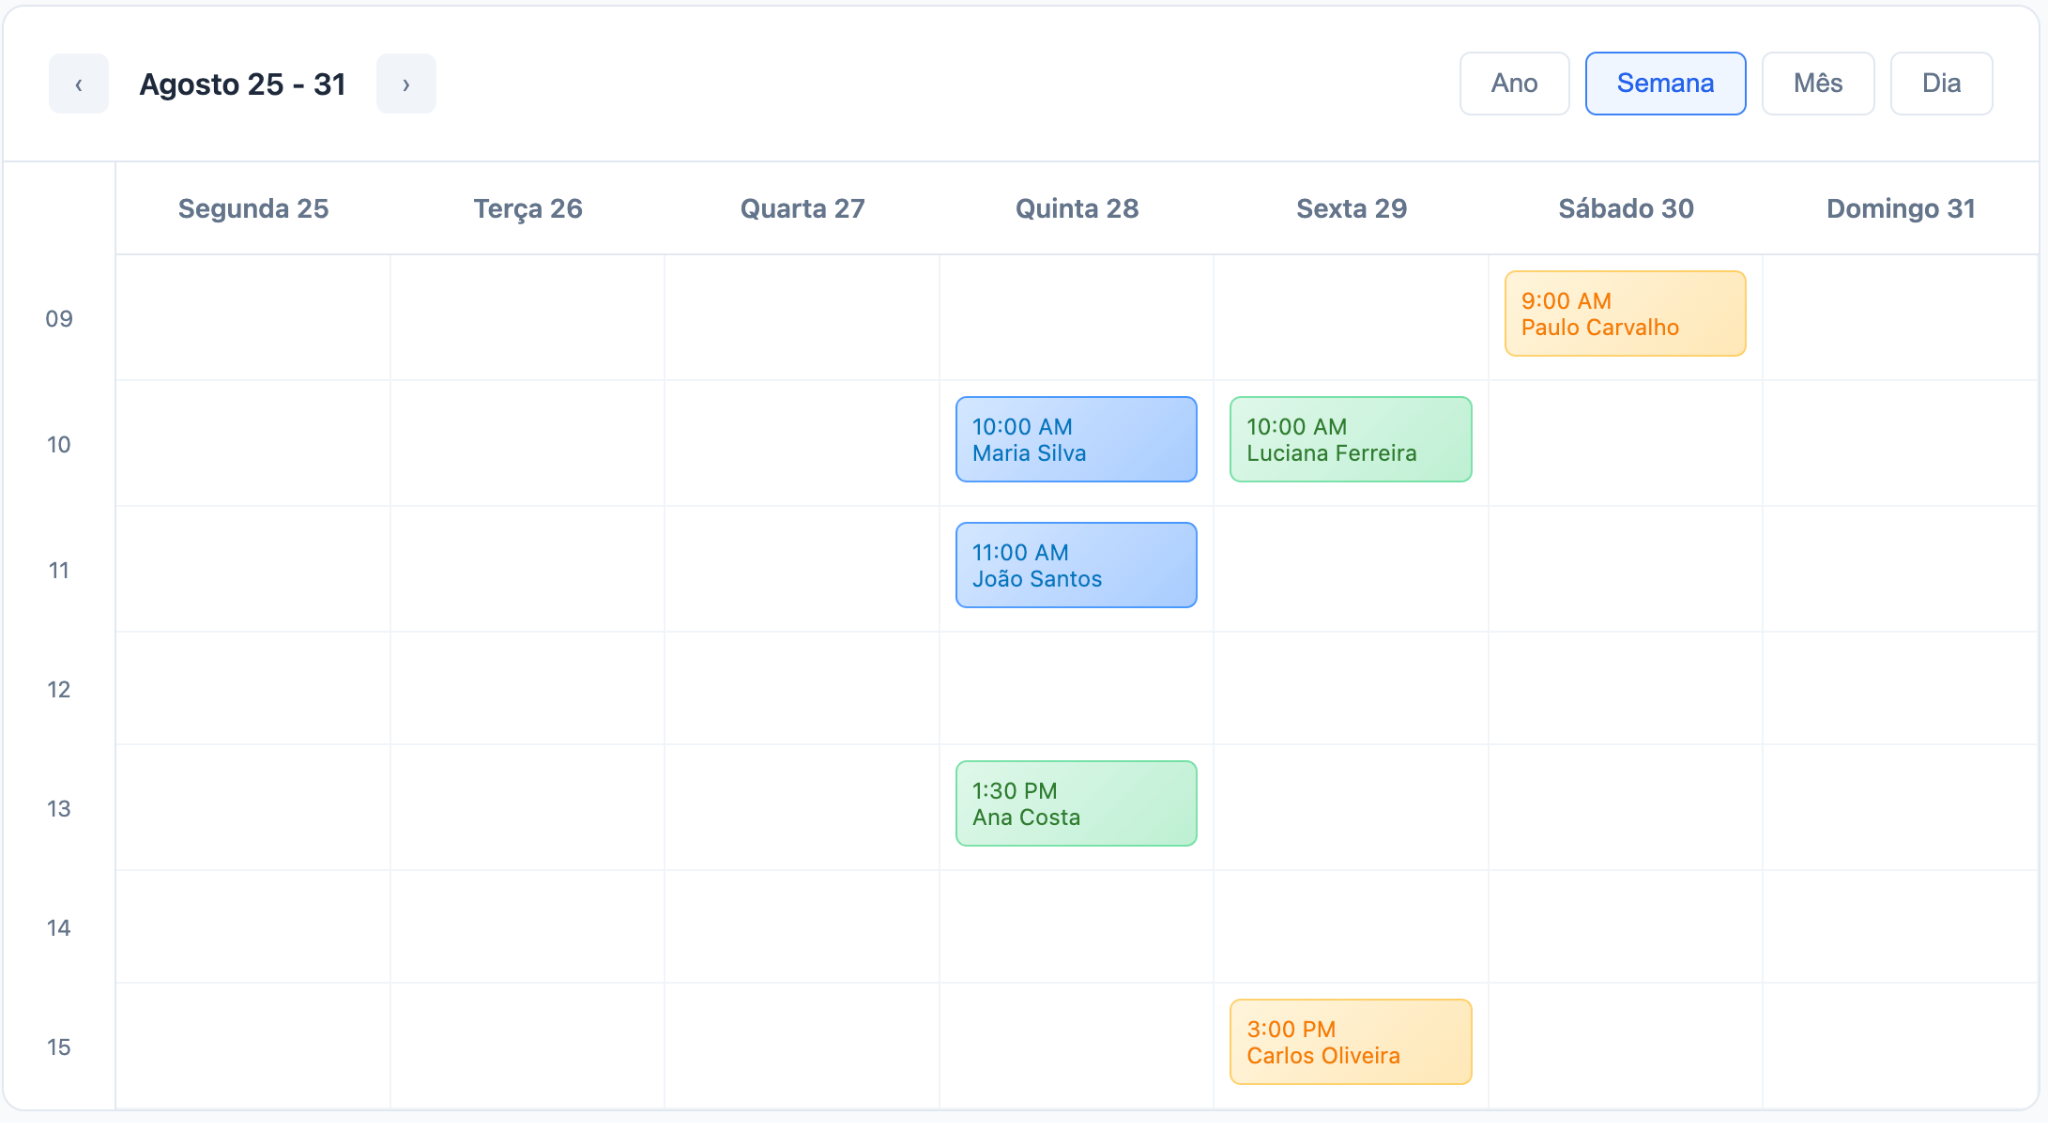 ‹
Agosto 25 - 31
›
Ano
Semana
Mês
Dia
Segunda 25
Terça 26
Quarta 27
Quinta 28
Sexta 29
Sábado 30
Domingo 31
09
9:00 AM
Paulo Carvalho
10
10:00 AM
Maria Silva
10:00 AM
Luciana Ferreira
11
11:00 AM
João Santos
12
13
1:30 PM
Ana Costa
14
15
3:00 PM
Carlos Oliveira